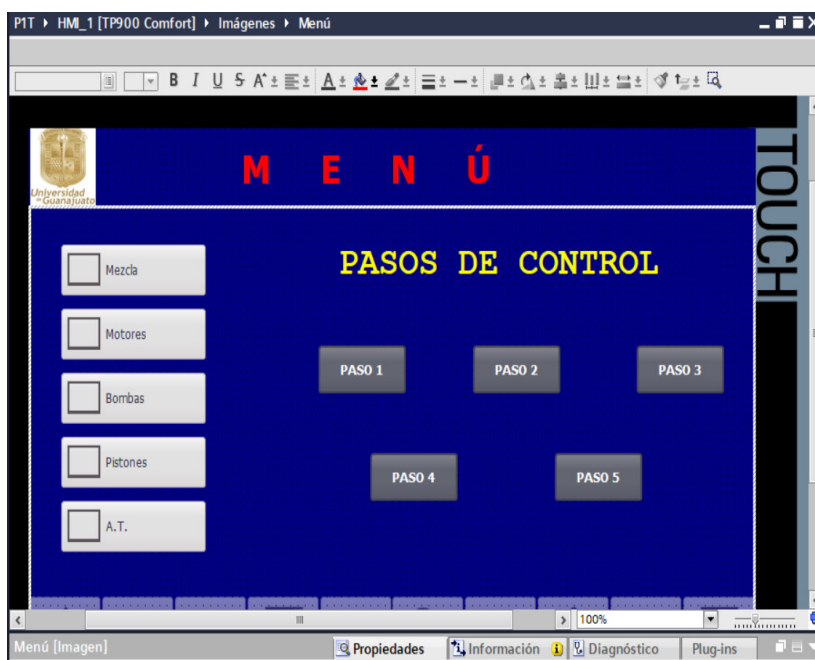 P1T ▸ HMI_1 [TP900 Comfort] ▸ Imágenes ▸ Menú
B I U S A A
Universidad
de Guanajuato
M E N Ú
TOUCH
PASOS DE CONTROL
Mezcla
Motores
Bombas
Pistones
A.T.
PASO 1 PASO 2 PASO 3
PASO 4 PASO 5
100%
Menú [Imagen] Propiedades Información Diagnóstico Plug-ins